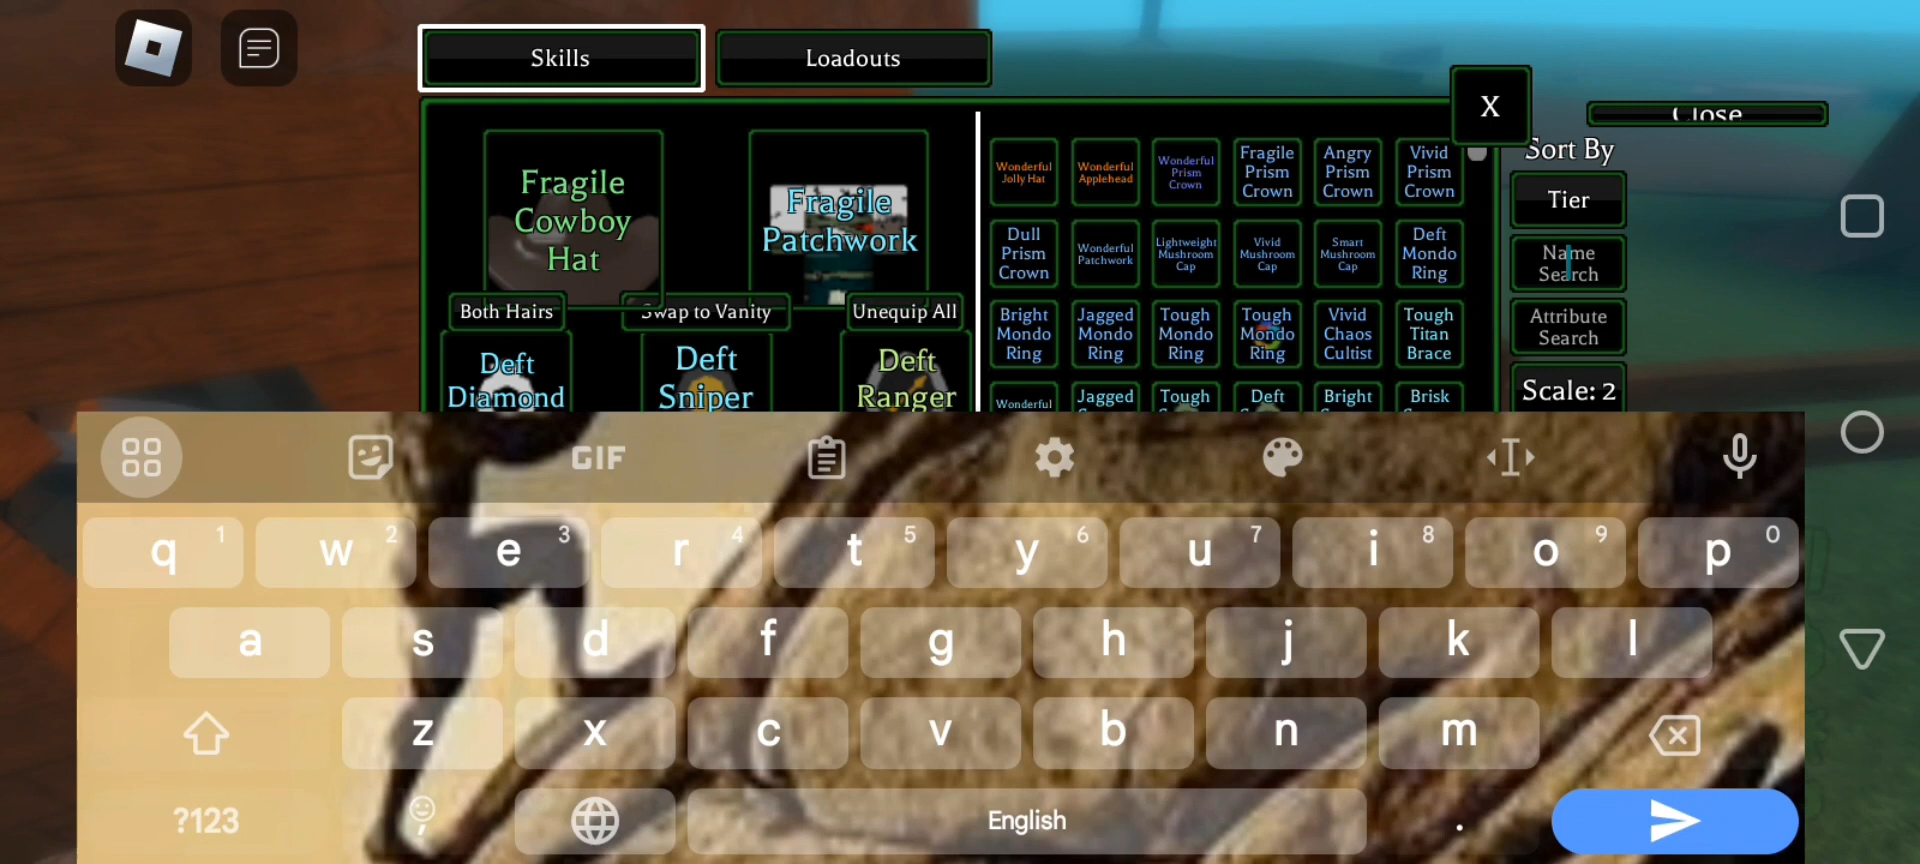 Skills
Loadouts
X
Close
Fragile
Cowboy
Hat
Fragile
Patchwork
Both Hairs
Swap to Vanity
Unequip All
Deft
Diamond
Deft
Sniper
Deft
Ranger
Wonderful
Jolly Hat
Wonderful
Applehead
Wonderful
Prism
Crown
Fragile
Prism
Crown
Angry
Prism
Crown
Vivid
Prism
Crown
Dull
Prism
Crown
Wonderful
Patchwork
Lightweight
Mushroom
Cap
Vivid
Mushroom
Cap
Smart
Mushroom
Cap
Deft
Mondo
Ring
Bright
Mondo
Ring
Jagged
Mondo
Ring
Tough
Mondo
Ring
Tough
Mondo
Ring
Vivid
Chaos
Cultist
Tough
Titan
Brace
Wonderful
Jagged
Tough
Deft
Bright
Brisk
Sort By
Tier
Name
Search
Attribute
Search
Scale: 2
GIF
q 1 w 2 e 3 r 4 t 5 y 6 u 7 i 8 o 9 p 0
a s d f g h j k l
z x c v b n m
?123 , English .